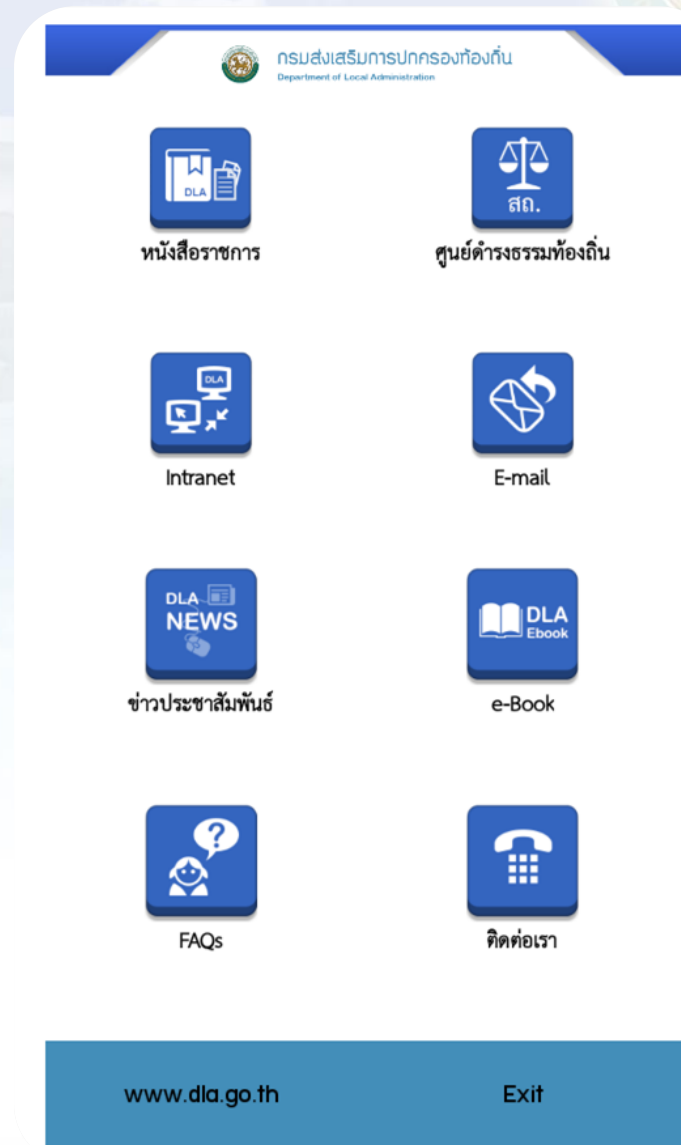 กรมส่งเสริมการปกครองท้องถิ่น
Department of Local Administration
DLA
สถ.
หนังสือราชการ
ศูนย์ดำรงธรรมท้องถิ่น
DLA
Intranet
E-mail
DLA
NEWS
DLA
Ebook
ข่าวประชาสัมพันธ์
e-Book
?
FAQs
ติดต่อเรา
www.dla.go.th
Exit